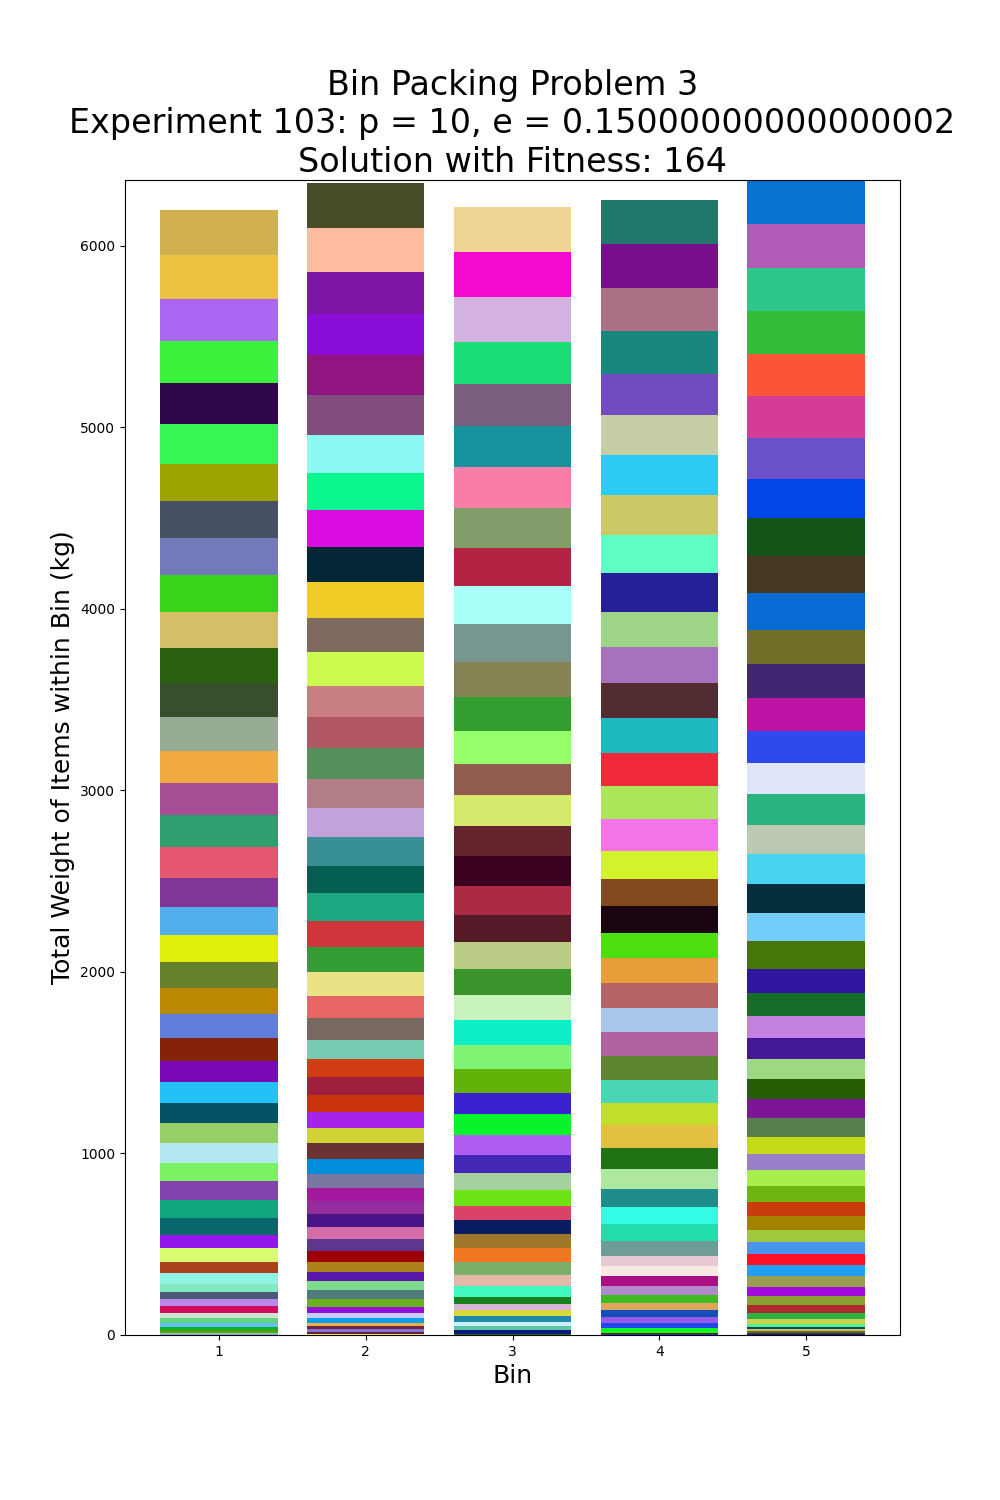 Bin Packing Problem 3
Experiment 103: p = 10, e = 0.15000000000000002
Solution with Fitness: 164
Total Weight of Items within Bin (kg)
6000
5000
4000
3000
2000
1000
0
1 2 3 4 5
Bin